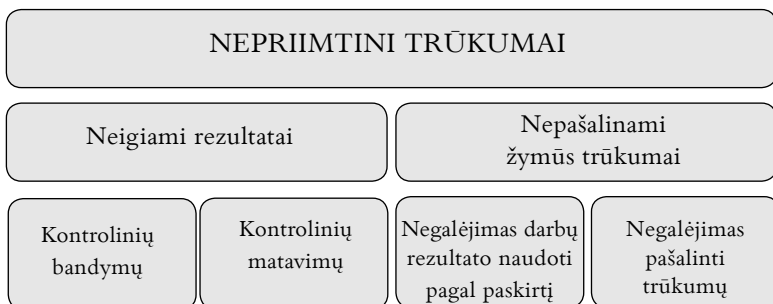 NEPRIIMTINI TRŪKUMAI
Neigiami rezultatai
Nepašalinami
žymūs trūkumai
Kontrolinių
bandymų
Kontrolinių
matavimų
Negalėjimas darbų
rezultato naudoti
pagal paskirtį
Negalėjimas
pašalinti
trūkumų